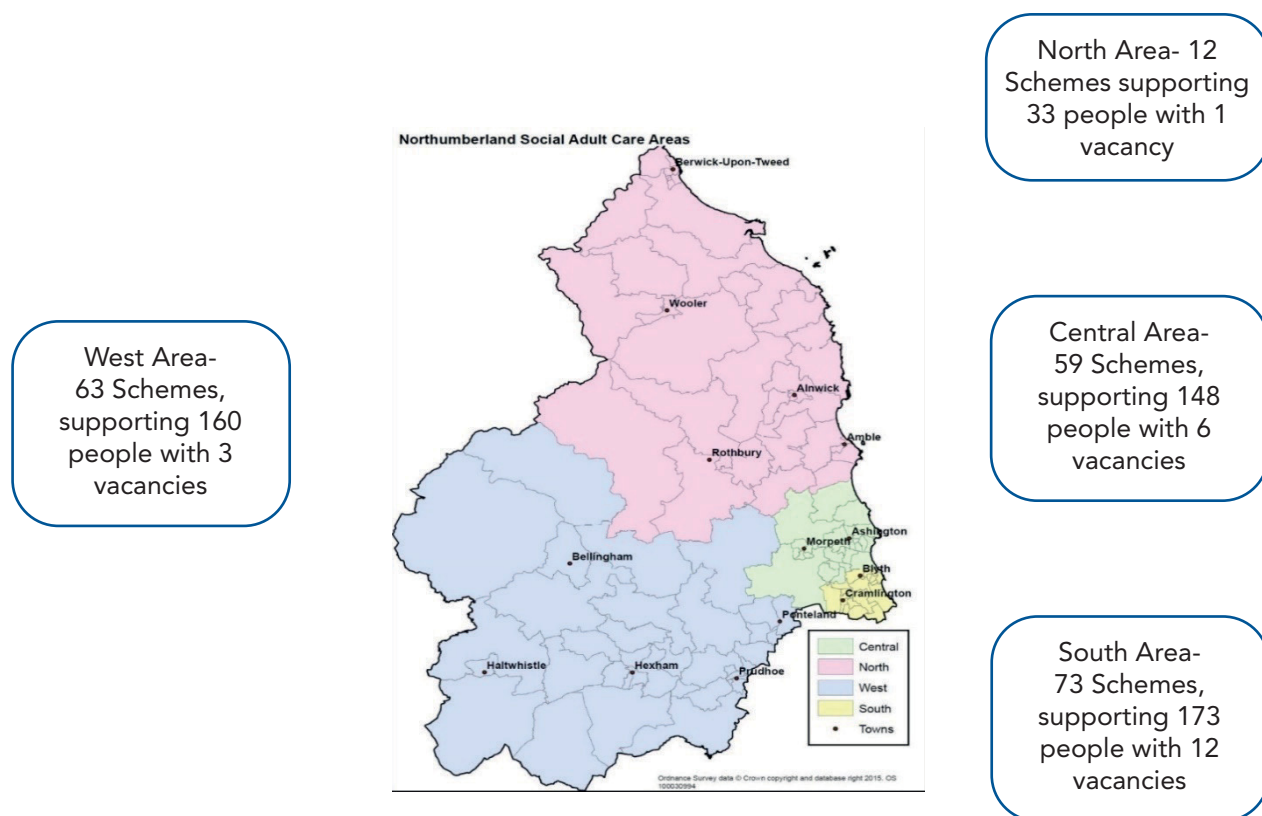 North Area- 12
Schemes supporting
33 people with 1
vacancy
Northumberland Social Adult Care Areas
Berwick-Upon-Tweed
Wooler
Alnwick
Amble
Rothbury
West Area-
63 Schemes,
supporting 160
people with 3
vacancies
Central Area-
59 Schemes,
supporting 148
people with 6
vacancies
Ashington
Morpeth
Bellingham
Blyth
Cramlington
Ponteland
Haltwhistle
Hexham
Prudhoe
Central
North
West
South
Towns
South Area-
73 Schemes,
supporting 173
people with 12
vacancies
Ordnance Survey data © Crown copyright and database right 2015. OS
100030994